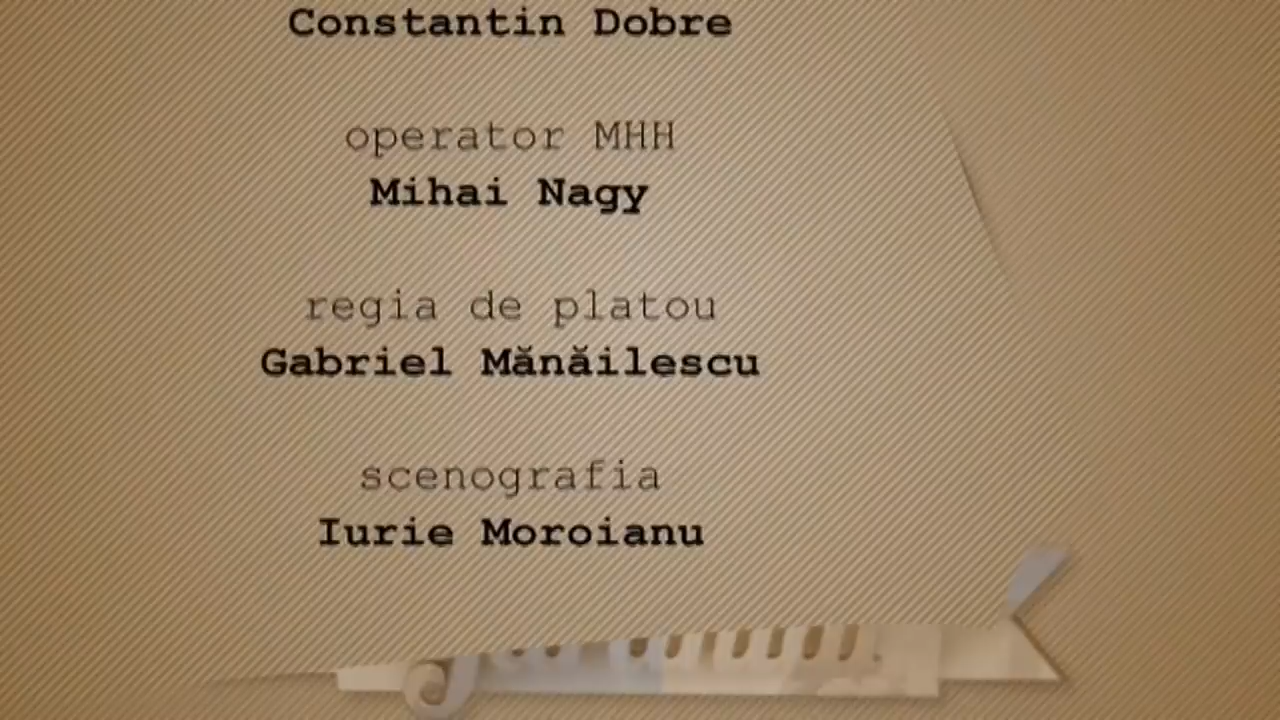 Constantin Dobre
operator MHH
Mihai Nagy
regia de platou
Gabriel Mănăilescu
scenografia
Iurie Moroianu